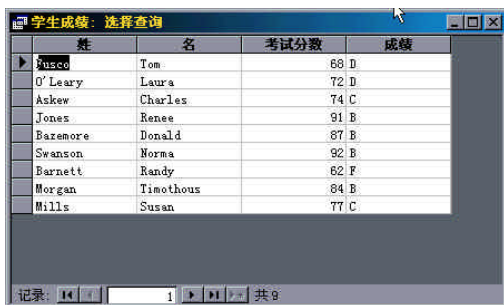 学生成绩：选择查询
姓 名 考试分数 成绩
Fusco Tom 68 D
O'Leary Laura 72 D
Askew Charles 74 C
Jones Renee 91 B
Bazemore Donald 87 B
Swanson Norma 92 B
Barnett Randy 62 F
Morgan Timothous 84 B
Mills Susan 77 C
记录: 1 共 9